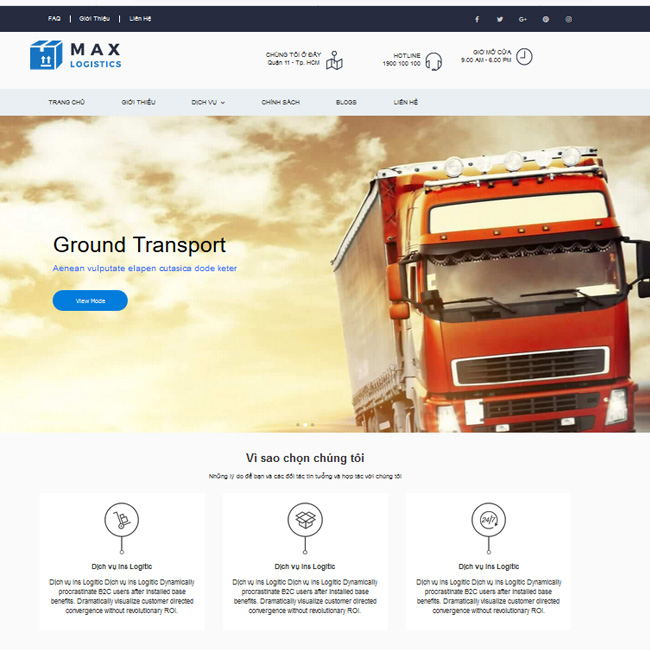 FAQ
Giới Thiệu
Liên Hệ
MAX
LOGISTICS
CHÚNG TÔI Ở ĐÂY
Quận 11 - Tp. HCM
HOTLINE
1900 100 100
GIỜ MỞ CỬA
9.00 AM - 6.00 PM
TRANG CHỦ
GIỚI THIỆU
DỊCH VỤ
CHÍNH SÁCH
BLOGS
LIÊN HỆ
Ground Transport
Aenean vulputate elapen cutasica dode keter
View Mode
Vì sao chọn chúng tôi
Những lý do để bạn và các đối tác tin tưởng và hợp tác với chúng tôi
Dịch vụ Ins Logitic
Dịch vụ Ins Logitic Dịch vụ Ins Logitic Dynamically
procrastinate B2C users after installed base
benefits. Dramatically visualize customer directed
convergence without revolutionary ROI.
Dịch vụ Ins Logitic
Dịch vụ Ins Logitic Dịch vụ Ins Logitic Dynamically
procrastinate B2C users after installed base
benefits. Dramatically visualize customer directed
convergence without revolutionary ROI.
24/7
Dịch vụ Ins Logitic
Dịch vụ Ins Logitic Dịch vụ Ins Logitic Dynamically
procrastinate B2C users after installed base
benefits. Dramatically visualize customer directed
convergence without revolutionary ROI.